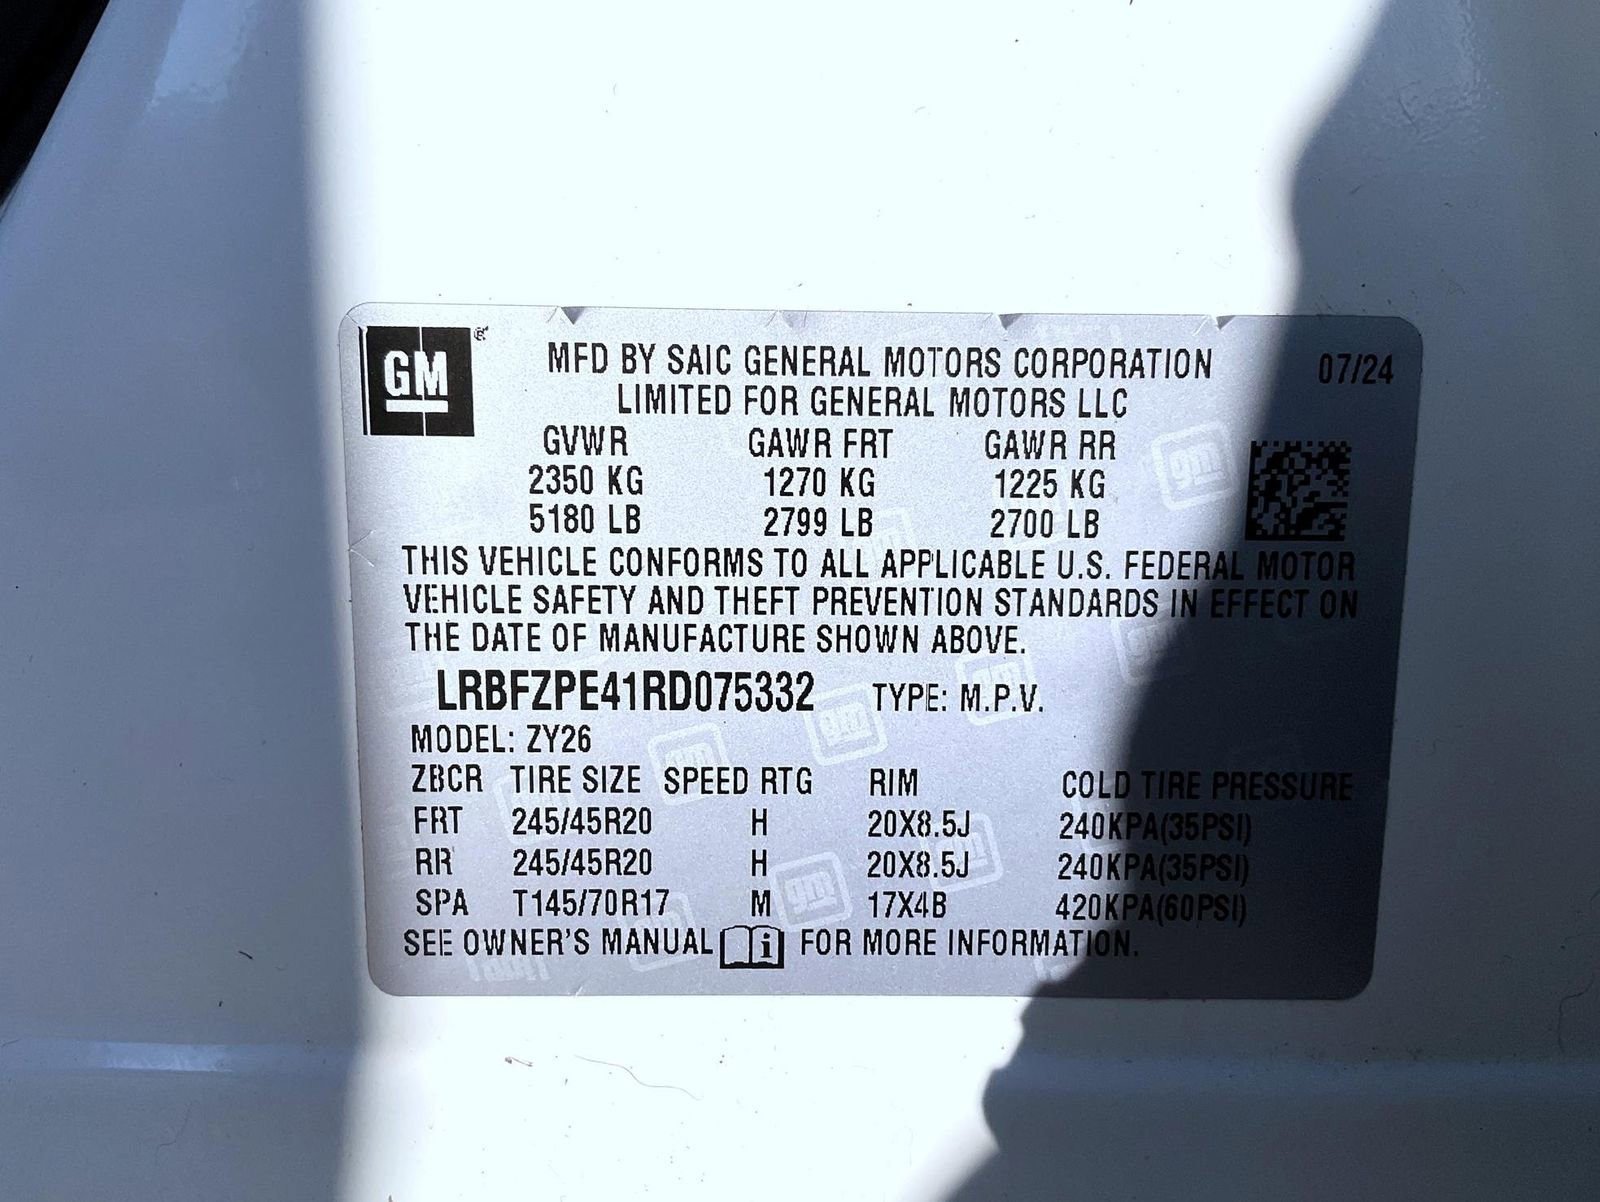 GM
MFD BY SAIC GENERAL MOTORS CORPORATION 07/24
LIMITED FOR GENERAL MOTORS LLC
GVWR GAWR FRT GAWR RR
2350 KG 1270 KG 1225 KG
5180 LB 2799 LB 2700 LB
THIS VEHICLE CONFORMS TO ALL APPLICABLE U.S. FEDERAL MOTOR
VEHICLE SAFETY AND THEFT PREVENTION STANDARDS IN EFFECT ON
THE DATE OF MANUFACTURE SHOWN ABOVE.
LRBFZPE41RD075332 TYPE: M.P.V.
MODEL: ZY26
ZBCR TIRE SIZE SPEED RTG RIM COLD TIRE PRESSURE
FRT 245/45R20 H 20X8.5J 240KPA(35PSI)
RR 245/45R20 H 20X8.5J 240KPA(35PSI)
SPA T145/70R17 M 17X4B 420KPA(60PSI)
SEE OWNER'S MANUAL i FOR MORE INFORMATION.